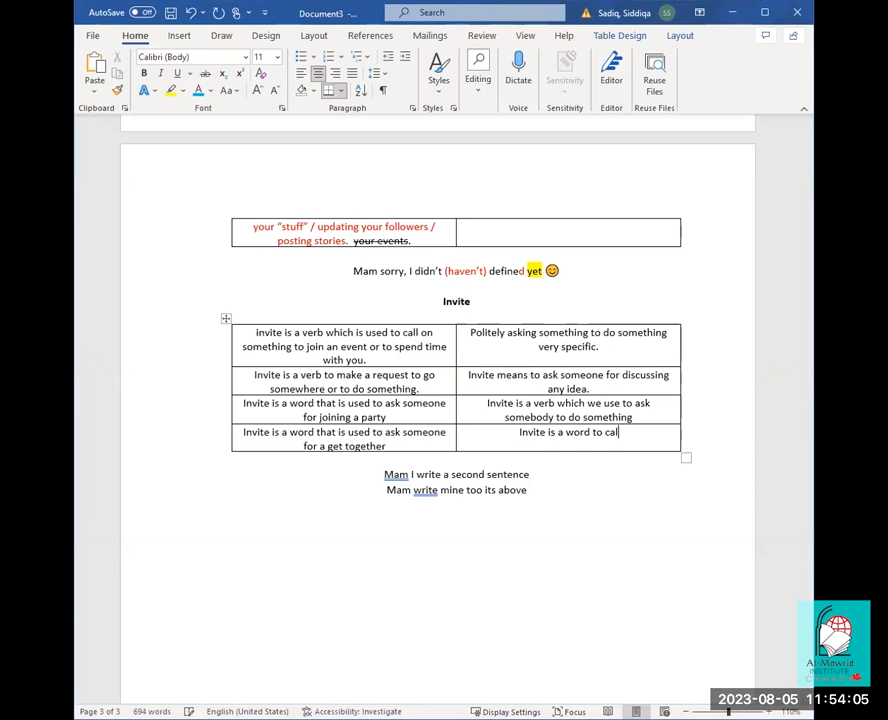 AutoSave Off Document3 -... Search Sadiq, Siddiqa SS
File Home Insert Draw Design Layout References Mailings Review View Help Table Design Layout
Calibri (Body) 11
Paste Styles Editing Dictate Sensitivity Editor Reuse Files
Clipboard Font Paragraph Styles Voice Sensitivity Editor Reuse Files
your "stuff" / updating your followers /
posting stories. your events.
Mam sorry, I didn't (haven't) defined yet 😊
Invite
invite is a verb which is used to call on
something to join an event or to spend time
with you.
Politely asking something to do something
very specific.
Invite is a verb to make a request to go
somewhere or to do something.
Invite means to ask someone for discussing
any idea.
Invite is a word that is used to ask someone
for joining a party
Invite is a verb which we use to ask
somebody to do something
Invite is a word that is used to ask someone
for a get together
Invite is a word to cal
Mam I write a second sentence
Mam write mine too its above
Al-Mawrid
INSTITUTE
CANADA
2023-08-05 11:54:05
Page 3 of 3 694 words English (United States) Accessibility: Investigate Display Settings Focus 110%